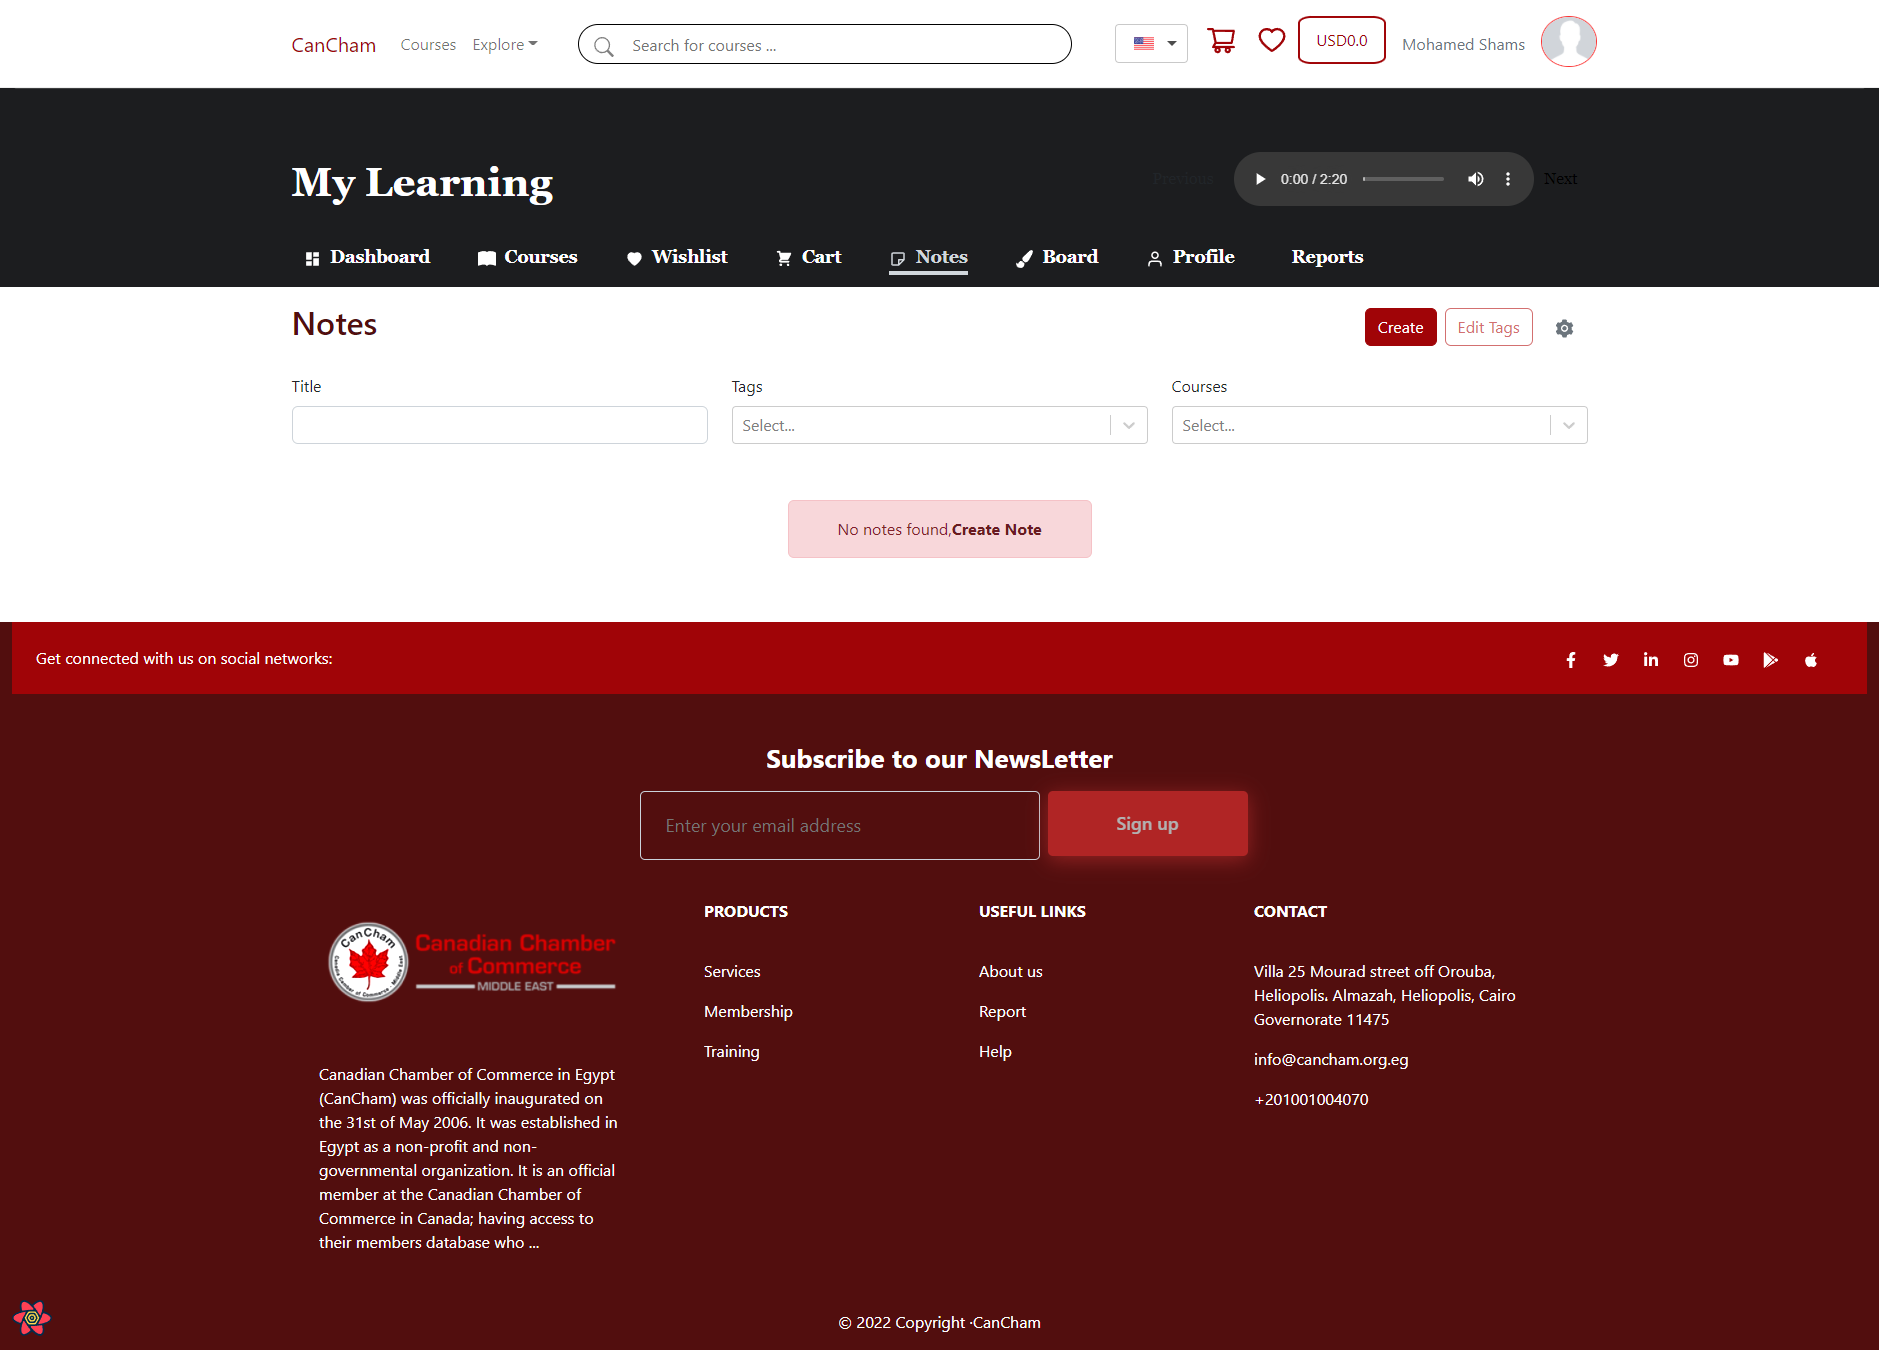 CanCham Courses Explore Search for courses ... USD0.0 Mohamed Shams
My Learning
Previous 0:00 / 2:20 Next
Dashboard Courses Wishlist Cart Notes Board Profile Reports
Notes
Create Edit Tags
Title Tags Courses
Select... Select...
No notes found,Create Note
Get connected with us on social networks:
Subscribe to our NewsLetter
Enter your email address Sign up
CanCham
Canadian Chamber
of Commerce
MIDDLE EAST
Canadian Chamber of Commerce in Egypt
(CanCham) was officially inaugurated on
the 31st of May 2006. It was established in
Egypt as a non-profit and non-
governmental organization. It is an official
member at the Canadian Chamber of
Commerce in Canada; having access to
their members database who ...
PRODUCTS
Services
Membership
Training
USEFUL LINKS
About us
Report
Help
CONTACT
Villa 25 Mourad street off Orouba,
Heliopolis، Almazah, Heliopolis, Cairo
Governorate 11475
info@cancham.org.eg
+201001004070
© 2022 Copyright ·CanCham